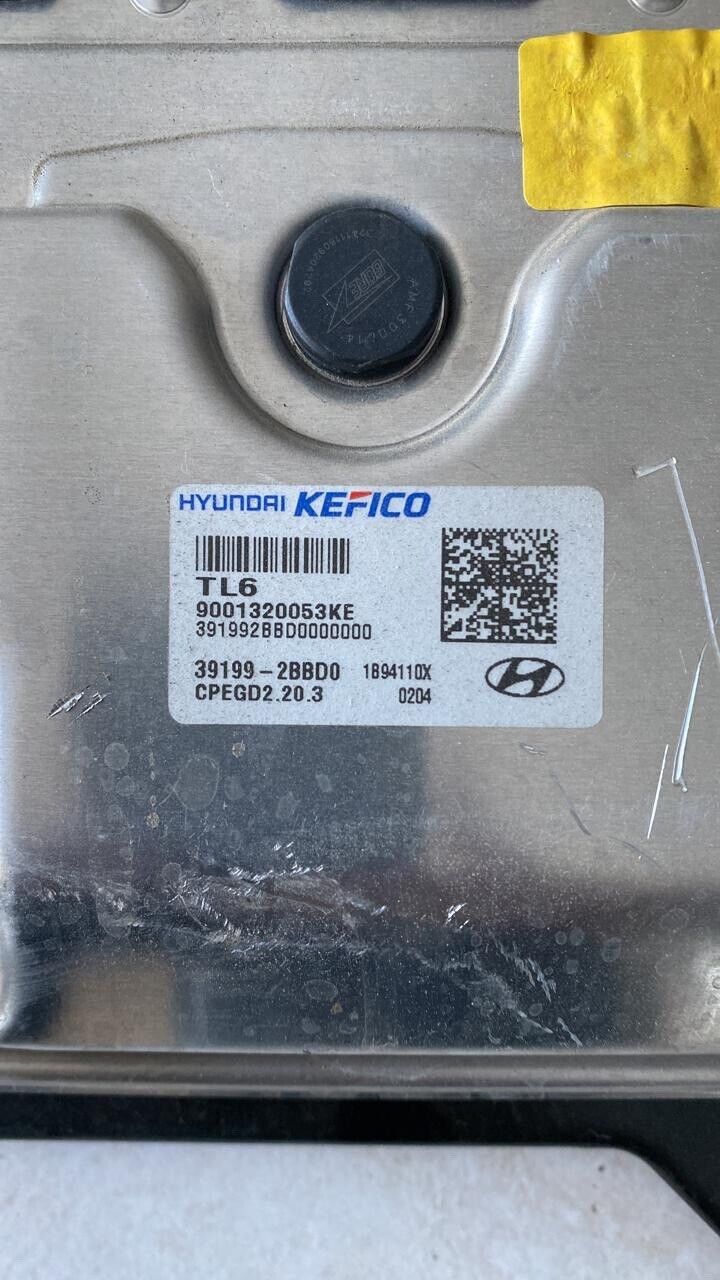 HYUNDAI KEFICO
TL6
9001320053KE
391992BBD0000000
39199-2BBD0 1B94110X
CPEGD2.20.3 0204